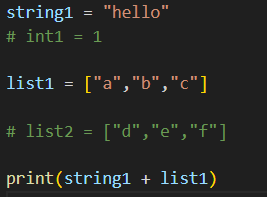 string1 = "hello"
# int1 = 1
list1 = ["a","b","c"]
# list2 = ["d","e","f"]
print(string1 + list1)